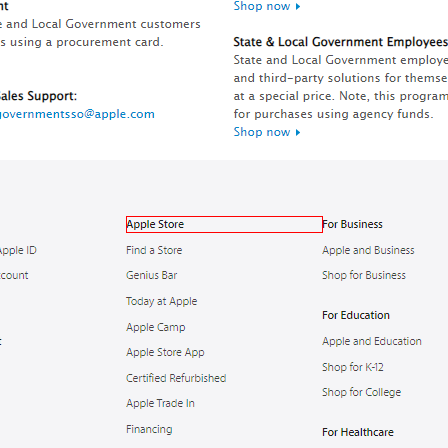 nt
e and Local Government customers
s using a procurement card.
Sales Support:
governmentsso@apple.com
Shop now
State & Local Government Employees
State and Local Government employe
and third-party solutions for themse
at a special price. Note, this program
for purchases using agency funds.
Shop now
Apple ID
count
Apple Store
Find a Store
Genius Bar
Today at Apple
Apple Camp
Apple Store App
Certified Refurbished
Apple Trade In
Financing
For Business
Apple and Business
Shop for Business
For Education
Apple and Education
Shop for K-12
Shop for College
For Healthcare